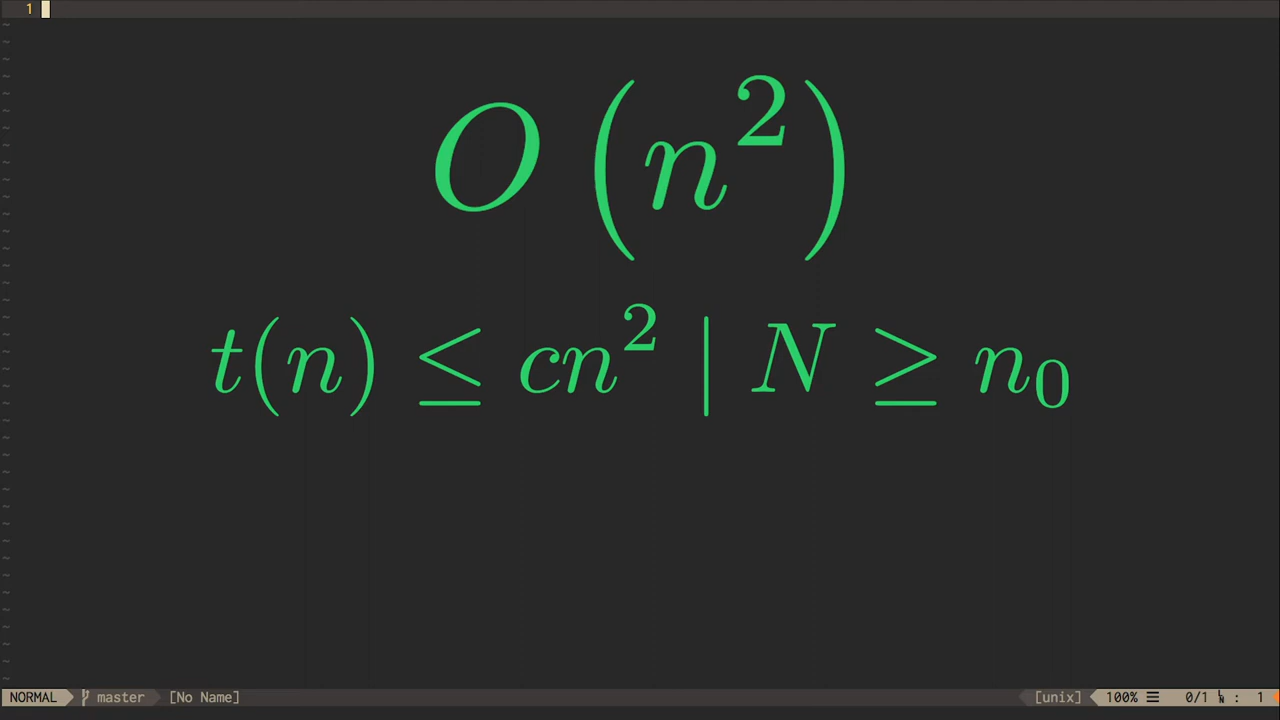 1
O (n²)
t(n) ≤ cn² | N ≥ n₀
NORMAL master [No Name] [unix] 100% ☰ 0/1 ㏑ : 1